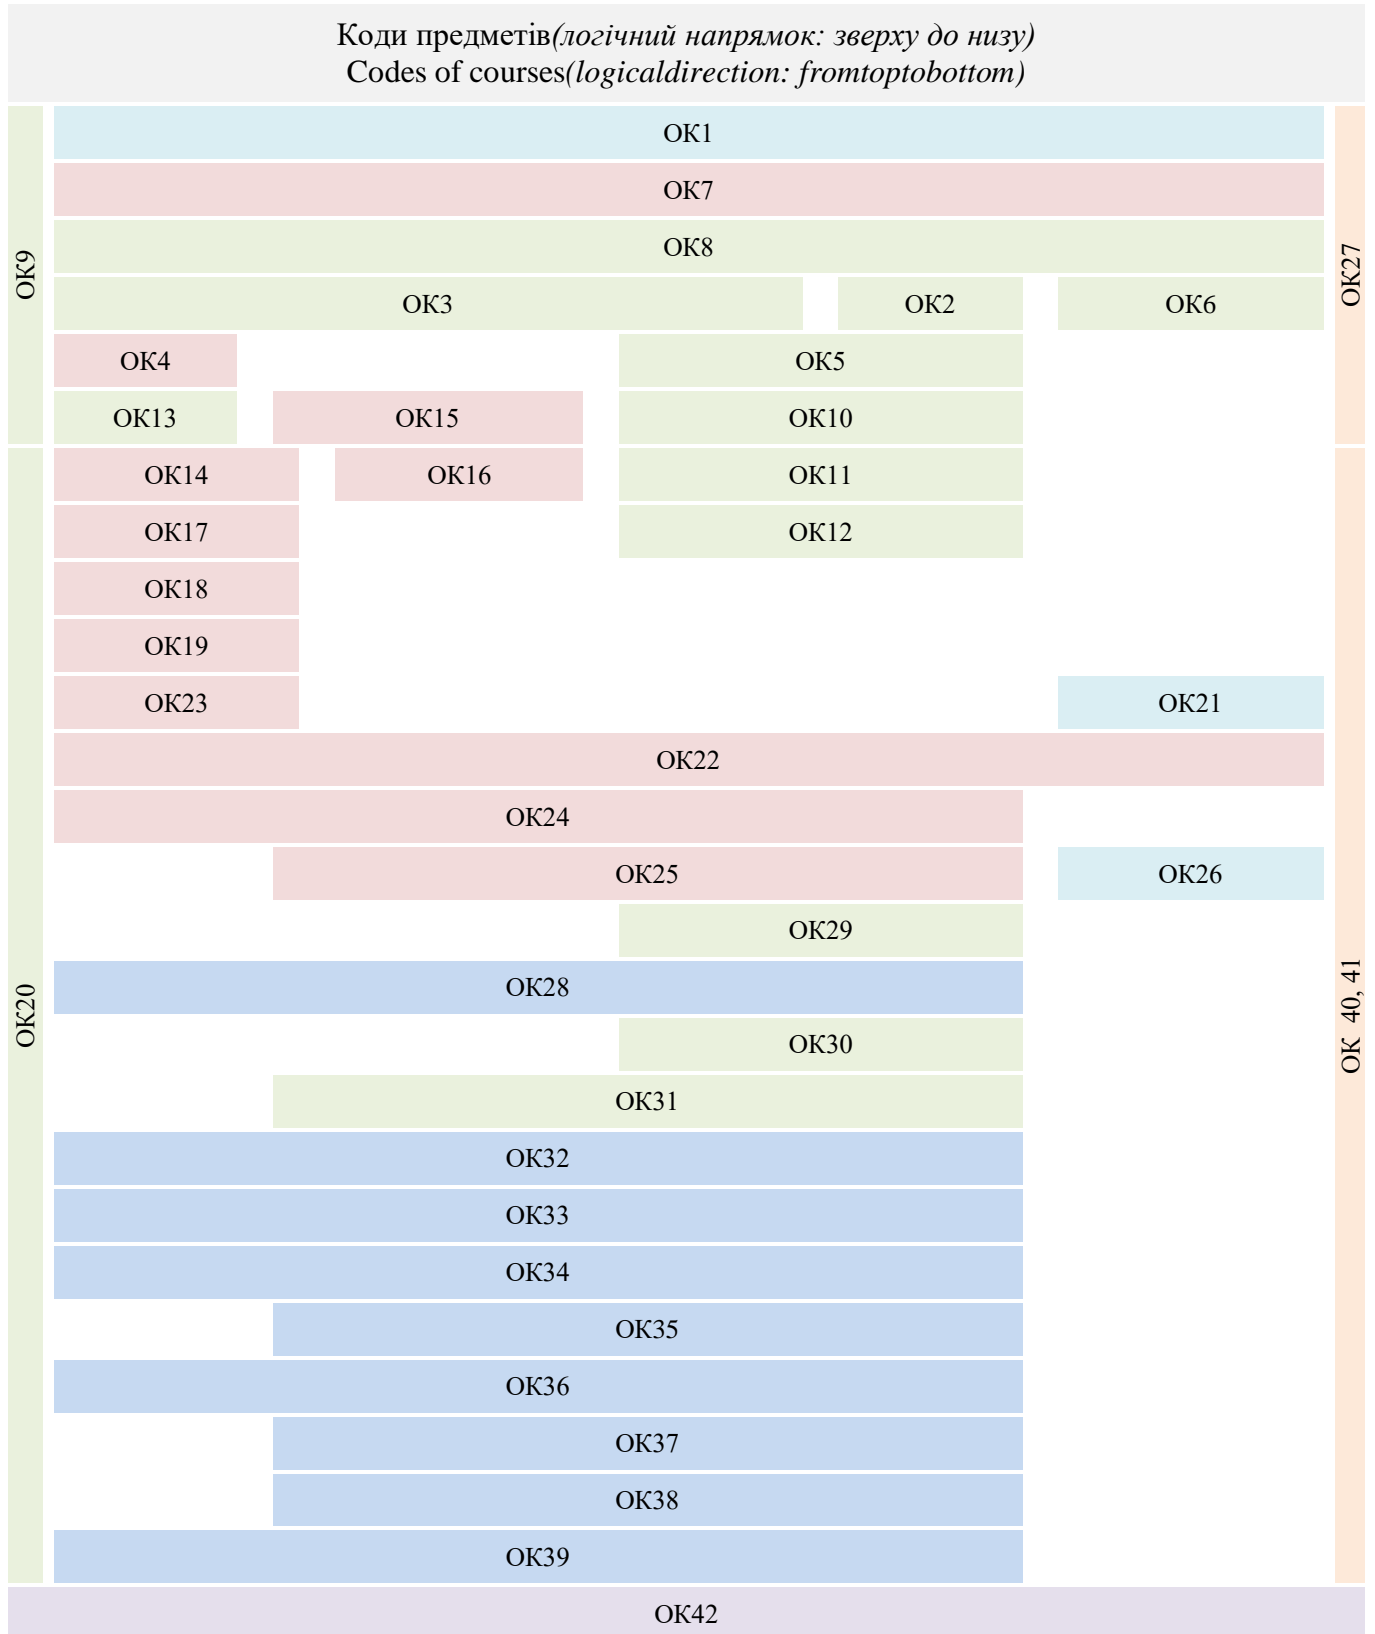 Коди предметів(логічний напрямок: зверху до низу)
Codes of courses(logicaldirection: fromtoptobottom)
ОК9
ОК1
ОК27
ОК7
ОК8
ОК3
ОК2
ОК6
ОК4
ОК5
ОК13
ОК15
ОК10
ОК20
ОК14
ОК16
ОК11
ОК 40, 41
ОК17
ОК12
ОК18
ОК19
ОК23
ОК21
ОК22
ОК24
ОК25
ОК26
ОК29
ОК28
ОК30
ОК31
ОК32
ОК33
ОК34
ОК35
ОК36
ОК37
ОК38
ОК39
ОК42